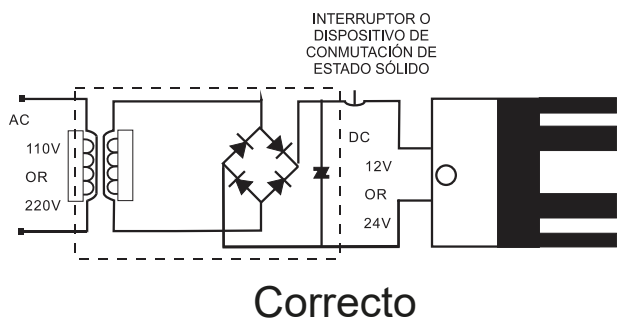 INTERRUPTOR O
DISPOSITIVO DE
CONMUTACIÓN DE
ESTADO SÓLIDO
AC
110V
OR
220V
DC
12V
OR
24V
Correcto